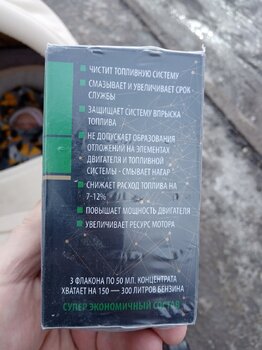 ЧИСТИТ ТОПЛИВНУЮ СИСТЕМУ
СМАЗЫВАЕТ И УВЕЛИЧИВАЕТ СРОК
СЛУЖБЫ
ЗАЩИЩАЕТ СИСТЕМУ ВПРЫСКА
ТОПЛИВА
НЕ ДОПУСКАЕТ ОБРАЗОВАНИЯ
ОТЛОЖЕНИЙ НА ЭЛЕМЕНТАХ
ДВИГАТЕЛЯ И ТОПЛИВНОЙ
СИСТЕМЫ - СМЫВАЕТ НАГАР
СНИЖАЕТ РАСХОД ТОПЛИВА НА
7-12%
ПОВЫШАЕТ МОЩНОСТЬ ДВИГАТЕЛЯ
УВЕЛИЧИВАЕТ РЕСУРС МОТОРА
3 ФЛАКОНА ПО 50 МЛ. КОНЦЕНТРАТА
ХВАТАЕТ НА 150 — 300 ЛИТРОВ БЕНЗИНА
СУПЕР ЭКОНОМИЧНЫЙ СОСТАВ